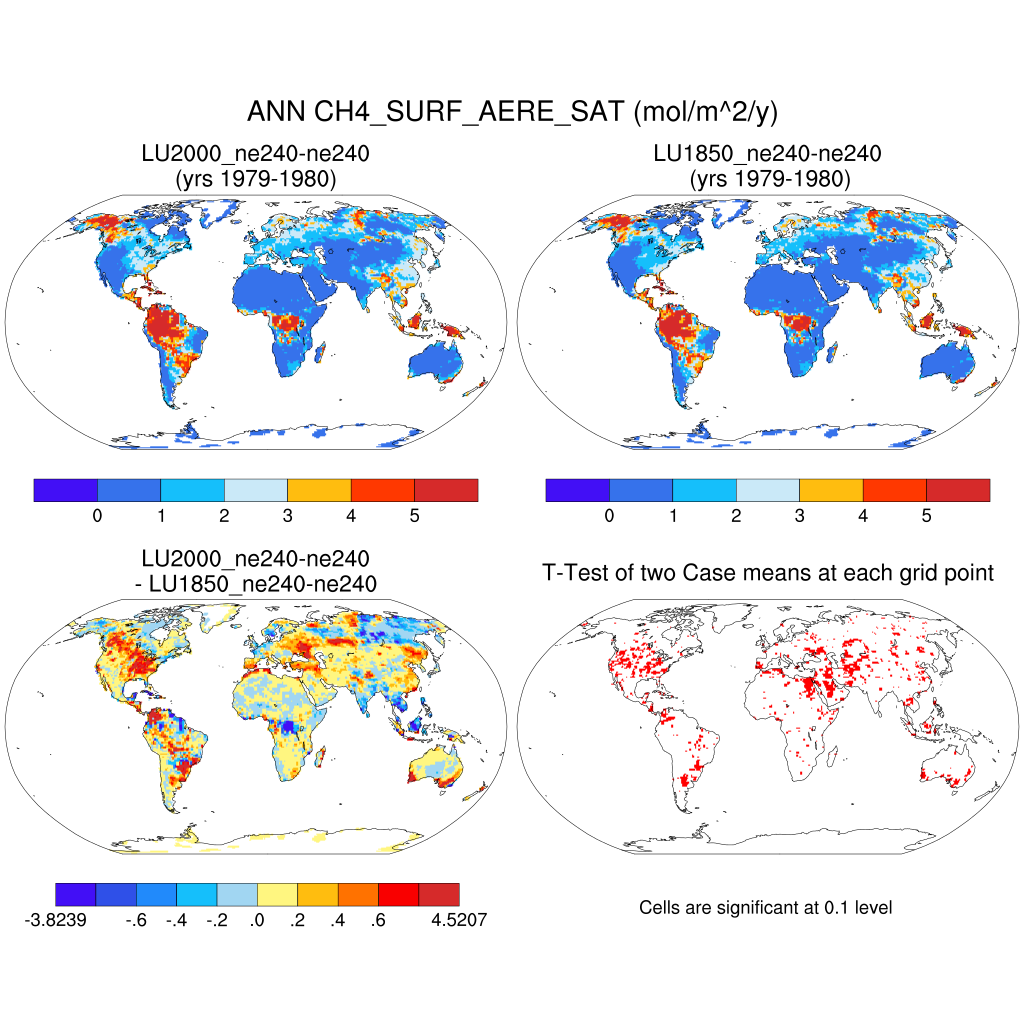 ANN CH4_SURF_AERE_SAT (mol/m^2/y)
LU2000_ne240-ne240
(yrs 1979-1980)
LU1850_ne240-ne240
(yrs 1979-1980)
0 1 2 3 4 5
0 1 2 3 4 5
LU2000_ne240-ne240
- LU1850_ne240-ne240
T-Test of two Case means at each grid point
-3.8239 -.6 -.4 -.2 .0 .2 .4 .6 4.5207
Cells are significant at 0.1 level